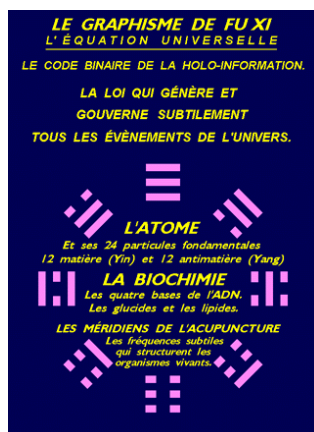 LE GRAPHISME DE FU XI
L'ÉQUATION UNIVERSELLE
LE CODE BINAIRE DE LA HOLO-INFORMATION.
LA LOI QUI GÉNÈRE ET
GOUVERNE SUBTILEMENT
TOUS LES ÉVÈNEMENTS DE L'UNIVERS.
L'ATOME
Et ses 24 particules fondamentales
12 matière (Yin) et 12 antimatière (Yang)
LA BIOCHIMIE
Les quatre bases de l'ADN.
Les glucides et les lipides.
LES MÉRIDIENS DE L'ACUPUNCTURE
Les fréquences subtiles
qui structurent les
organismes vivants.